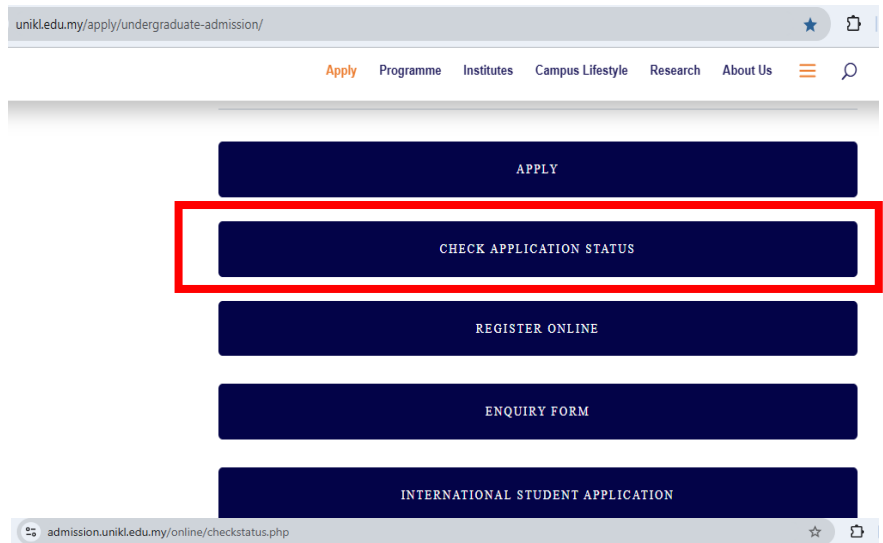 unikl.edu.my/apply/undergraduate-admission/
Apply Programme Institutes Campus Lifestyle Research About Us
APPLY
CHECK APPLICATION STATUS
REGISTER ONLINE
ENQUIRY FORM
INTERNATIONAL STUDENT APPLICATION
admission.unikl.edu.my/online/checkstatus.php